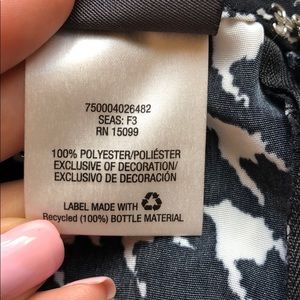 750004026482
SEAS: F3
RN 15099
100% POLYESTER/POLIÉSTER
EXCLUSIVE OF DECORATION/
EXCLUSIVO DE DECORACIÓN
LABEL MADE WITH
Recycled (100%) BOTTLE MATERIAL